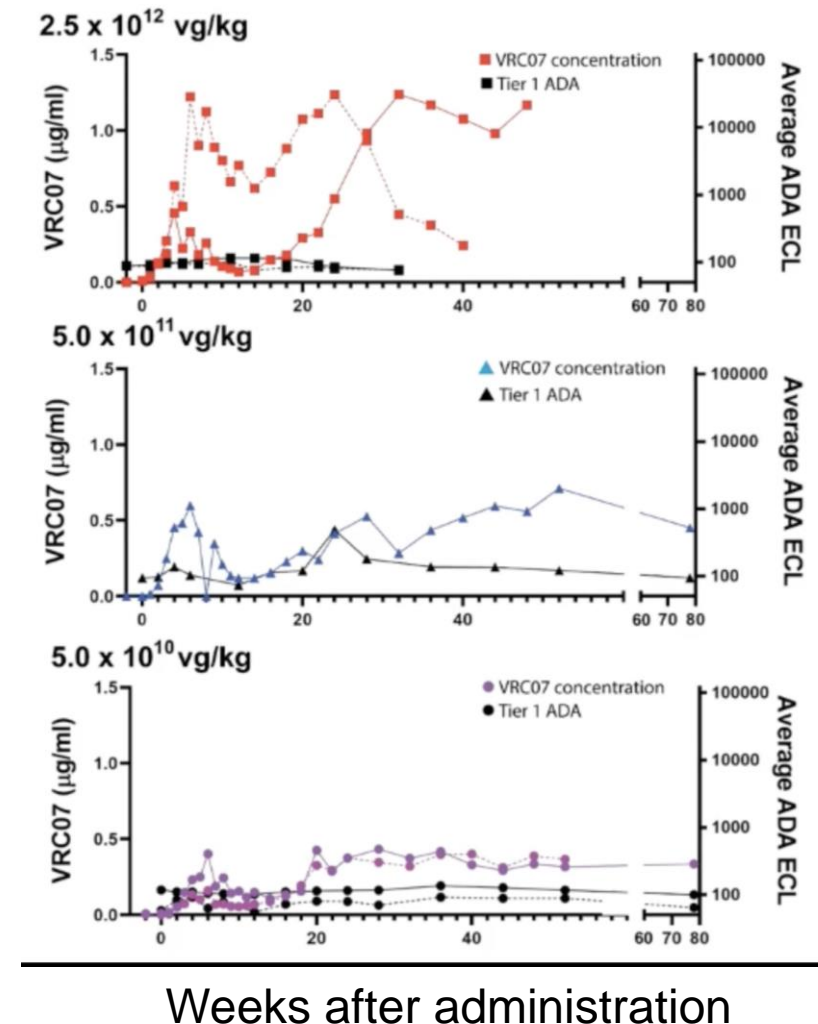 2.5 x 10¹² vg/kg
VRC07 concentration
Tier 1 ADA
VRC07 (µg/ml)
1.5
1.0
0.5
0.0
0 20 40 60 70 80
100000
10000
1000
100
Average ADA ECL
5.0 x 10¹¹ vg/kg
VRC07 concentration
Tier 1 ADA
VRC07 (µg/ml)
1.5
1.0
0.5
0.0
0 20 40 60 70 80
100000
10000
1000
100
Average ADA ECL
5.0 x 10¹⁰ vg/kg
VRC07 concentration
Tier 1 ADA
VRC07 (µg/ml)
1.5
1.0
0.5
0.0
0 20 40 60 70 80
100000
10000
1000
100
Average ADA ECL
Weeks after administration